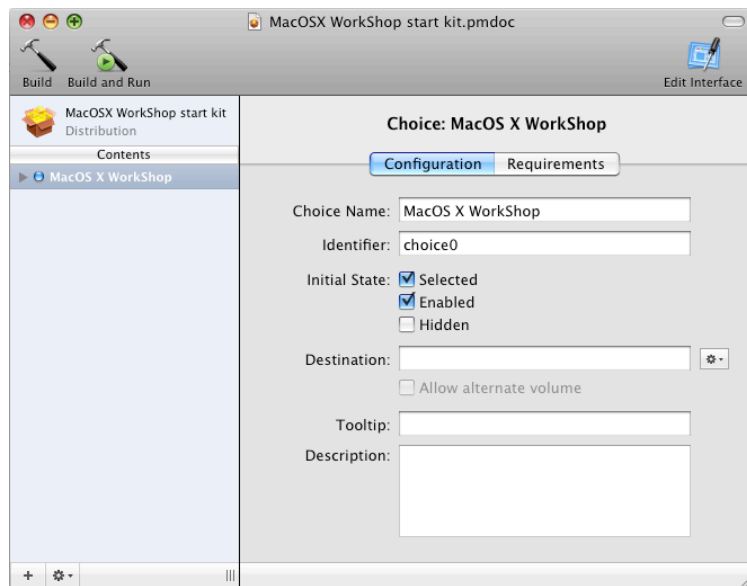 MacOSX WorkShop start kit.pmdoc
Build
Build and Run
Edit Interface
MacOSX WorkShop start kit
Distribution
Contents
MacOS X WorkShop
Choice: MacOS X WorkShop
Configuration
Requirements
Choice Name: MacOS X WorkShop
Identifier: choice0
Initial State: Selected
Enabled
Hidden
Destination:
Allow alternate volume
Tooltip:
Description: